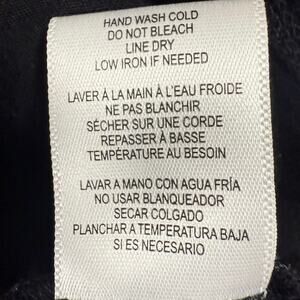 HAND WASH COLD
DO NOT BLEACH
LINE DRY
LOW IRON IF NEEDED
LAVER À LA MAIN À L'EAU FROIDE
NE PAS BLANCHIR
SÉCHER SUR UNE CORDE
REPASSER À BASSE
TEMPÉRATURE AU BESOIN
LAVAR A MANO CON AGUA FRÍA
NO USAR BLANQUEADOR
SECAR COLGADO
PLANCHAR A TEMPERATURA BAJA
SI ES NECESARIO